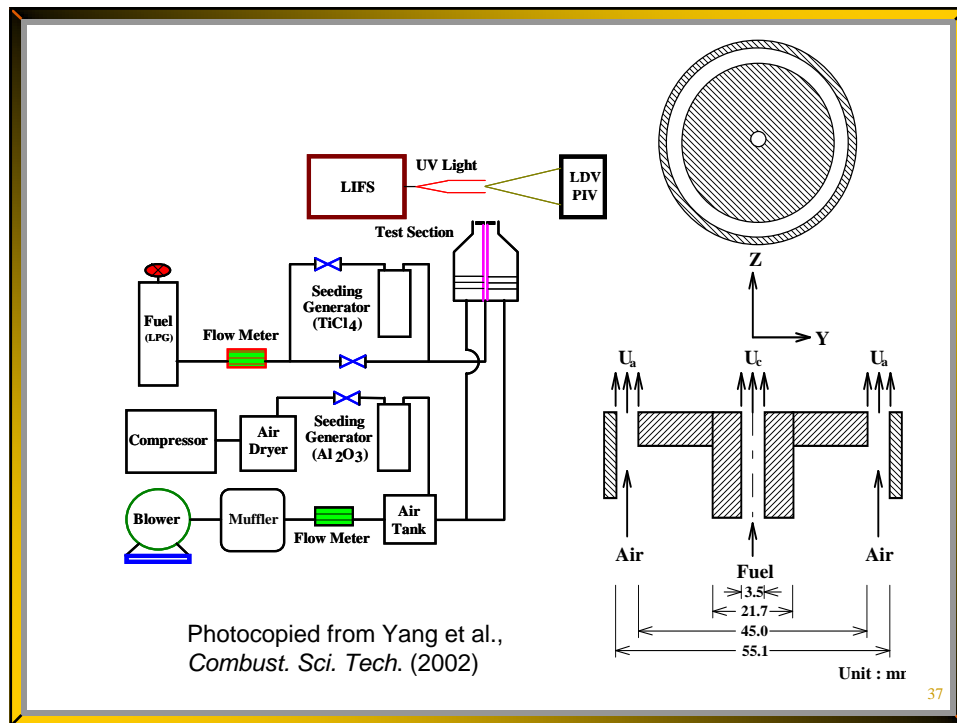 LIFS
UV Light
LDV
PIV
Test Section
Z
Y
Fuel
(LPG)
Flow Meter
Seeding
Generator
(TiCl4)
Compressor
Air
Dryer
Seeding
Generator
(Al2O3)
Blower
Muffler
Flow Meter
Air
Tank
Ua
Uc
Ua
Air
Fuel
Air
3.5
21.7
45.0
55.1
Unit : mm
Photocopied from Yang et al.,
Combust. Sci. Tech. (2002)
37